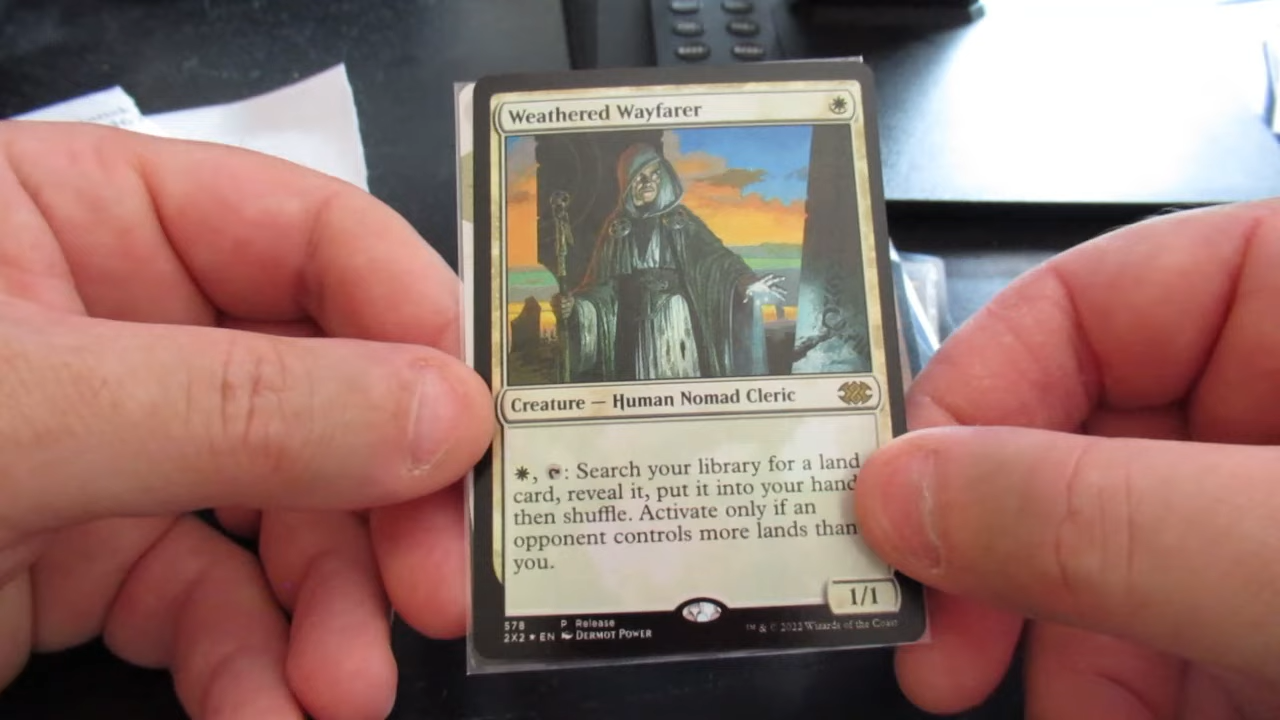 Weathered Wayfarer
Creature — Human Nomad Cleric
, : Search your library for a land
card, reveal it, put it into your hand
then shuffle. Activate only if an
opponent controls more lands than
you.
1/1
578 P Release
2X2 ★ EN DERMOT POWER
™ & © 2022 Wizards of the Coast